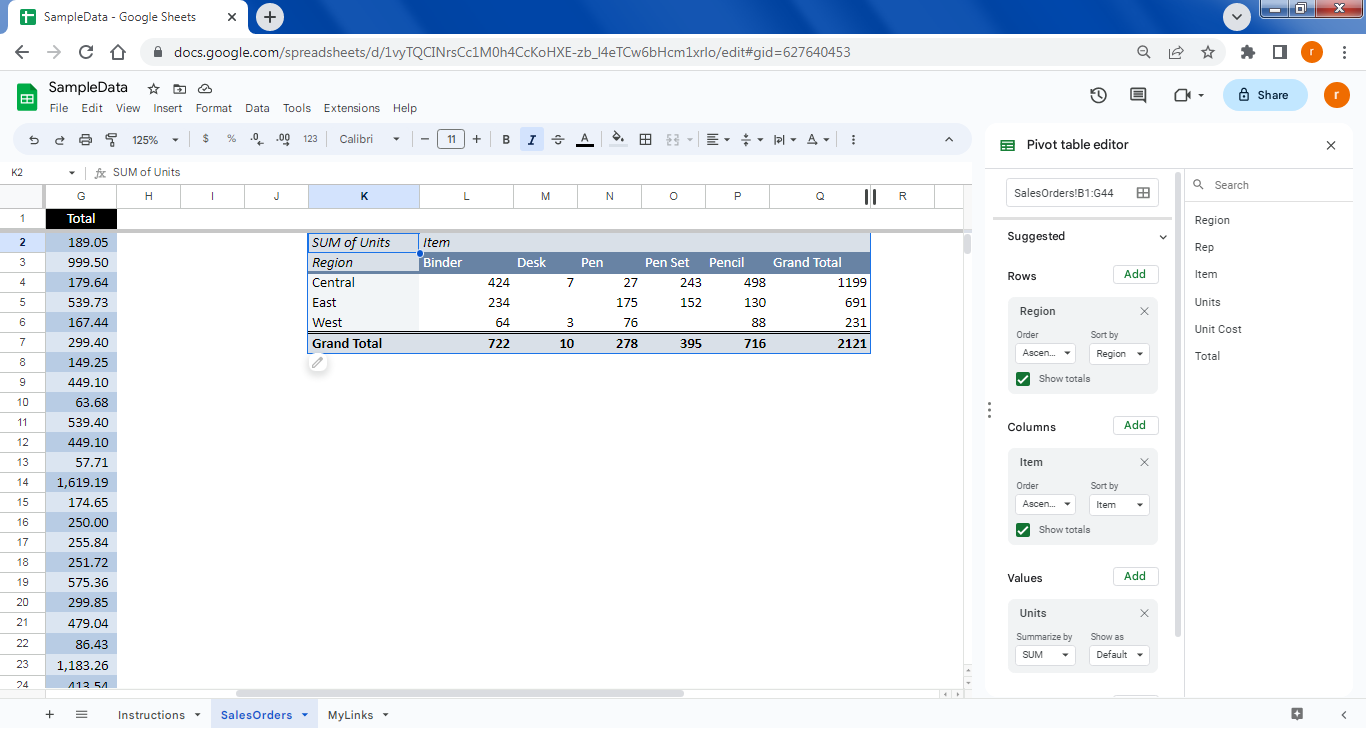 SampleData - Google Sheets
docs.google.com/spreadsheets/d/1vyTQCINrsCc1M0h4CcKoHXE-zb_l4eTCw6bHcm1xrIo/edit#gid=627640453
r
SampleData
File Edit View Insert Format Data Tools Extensions Help
Share
r
125% $ % .0 .00 123 Calibri 11 B I A
K2 fx SUM of Units
G H I J K L M N O P Q R
1 Total
2 189.05 SUM of Units Item
3 999.50 Region Binder Desk Pen Pen Set Pencil Grand Total
4 179.64 Central 424 7 27 243 498 1199
5 539.73 East 234 175 152 130 691
6 167.44 West 64 3 76 88 231
7 299.40 Grand Total 722 10 278 395 716 2121
8 149.25
9 449.10
10 63.68
11 539.40
12 449.10
13 57.71
14 1,619.19
15 174.65
16 250.00
17 255.84
18 251.72
19 575.36
20 299.85
21 479.04
22 86.43
23 1,183.26
24 413.54
Instructions SalesOrders MyLinks
Pivot table editor
SalesOrders!B1:G44
Suggested
Rows Add
Region
Order Sort by
Ascen... Region
Show totals
Columns Add
Item
Order Sort by
Ascen... Item
Show totals
Values Add
Units
Summarize by Show as
SUM Default
Search
Region
Rep
Item
Units
Unit Cost
Total